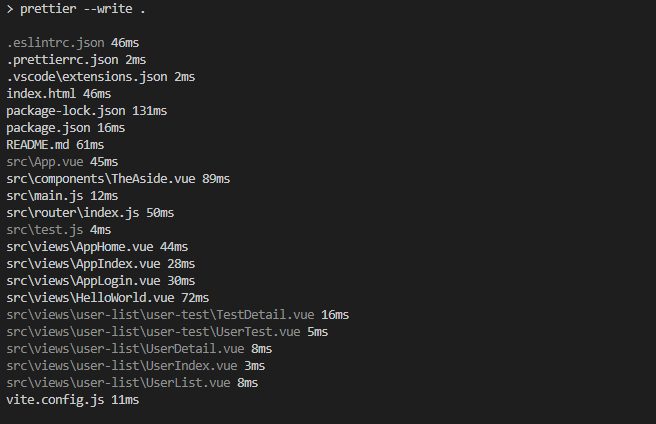 > prettier --write .
.eslintrc.json 46ms
.prettierrc.json 2ms
.vscode\extensions.json 2ms
index.html 46ms
package-lock.json 131ms
package.json 16ms
README.md 61ms
src\App.vue 45ms
src\components\TheAside.vue 89ms
src\main.js 12ms
src\router\index.js 50ms
src\test.js 4ms
src\views\AppHome.vue 44ms
src\views\AppIndex.vue 28ms
src\views\AppLogin.vue 30ms
src\views\HelloWorld.vue 72ms
src\views\user-list\user-test\TestDetail.vue 16ms
src\views\user-list\user-test\UserTest.vue 5ms
src\views\user-list\UserDetail.vue 8ms
src\views\user-list\UserIndex.vue 3ms
src\views\user-list\UserList.vue 8ms
vite.config.js 11ms